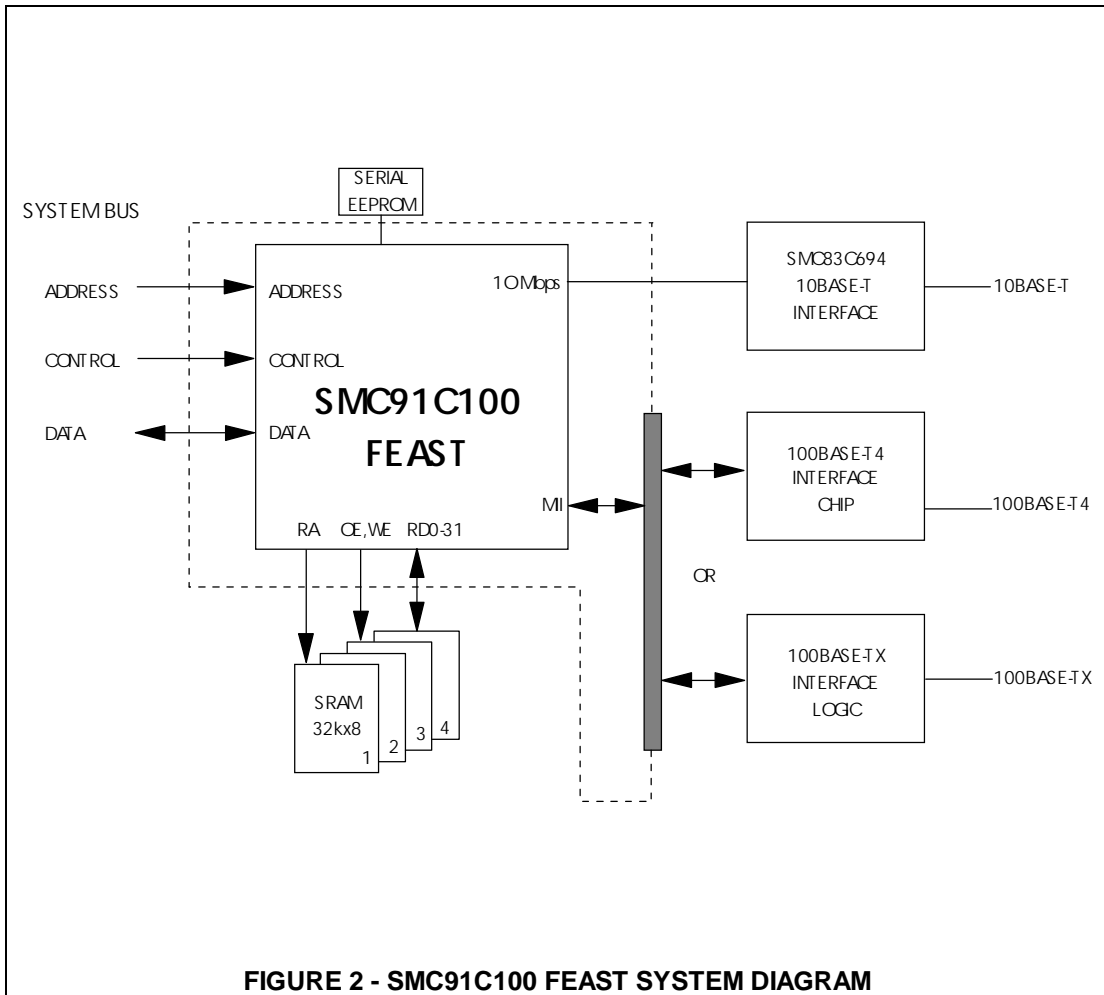 SERIAL
EEPROM
SYSTEM BUS
ADDRESS
CONTROL
DATA
ADDRESS
CONTROL
DATA
10Mbps
SMC91C100
FEAST
MII
RA OE,WE RD0-31
SRAM
32kx8
1
2
3
4
SMC83C694
10BASE-T
INTERFACE
10BASE-T
100BASE-T4
INTERFACE
CHIP
100BASE-T4
OR
100BASE-TX
INTERFACE
LOGIC
100BASE-TX
FIGURE 2 - SMC91C100 FEAST SYSTEM DIAGRAM